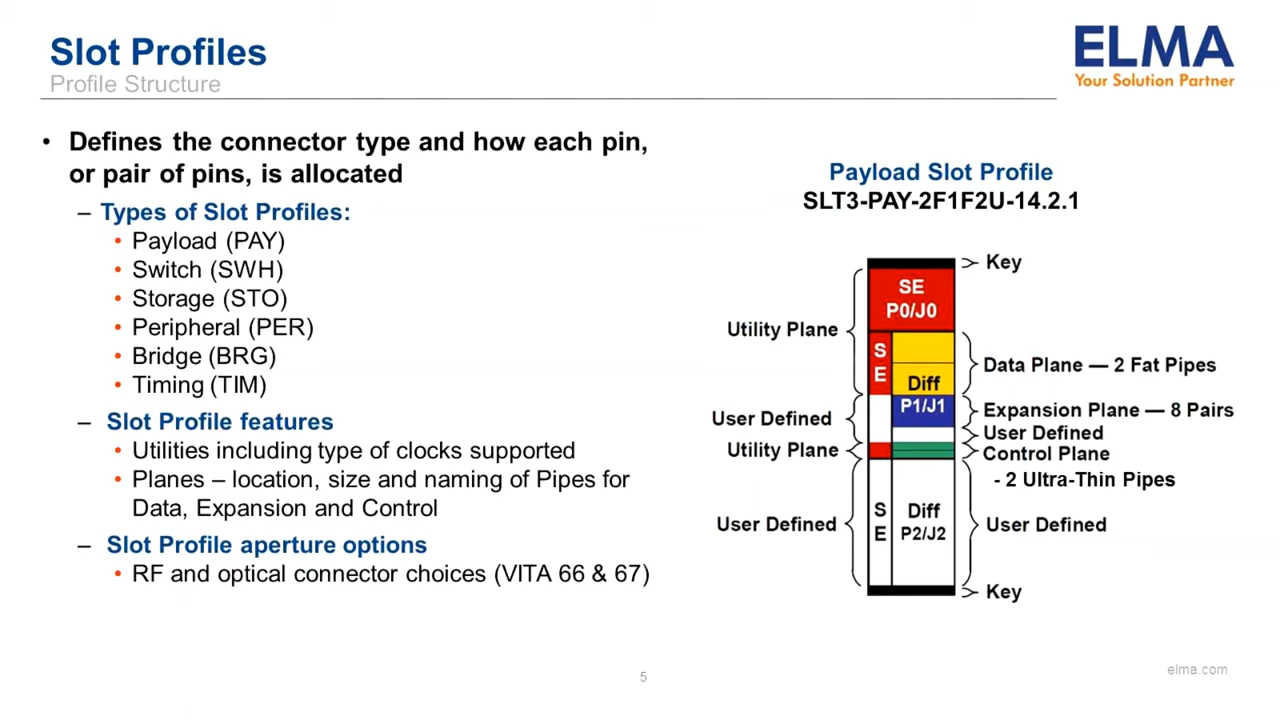 Slot Profiles
Profile Structure
ELMA
Your Solution Partner
• Defines the connector type and how each pin,
or pair of pins, is allocated
– Types of Slot Profiles:
• Payload (PAY)
• Switch (SWH)
• Storage (STO)
• Peripheral (PER)
• Bridge (BRG)
• Timing (TIM)
– Slot Profile features
• Utilities including type of clocks supported
• Planes – location, size and naming of Pipes for
Data, Expansion and Control
– Slot Profile aperture options
• RF and optical connector choices (VITA 66 & 67)
Payload Slot Profile
SLT3-PAY-2F1F2U-14.2.1
Key
SE
P0/J0
Utility Plane
S
E
Diff
P1/J1
Data Plane — 2 Fat Pipes
User Defined
Expansion Plane — 8 Pairs
User Defined
Utility Plane
Control Plane
- 2 Ultra-Thin Pipes
User Defined
S
E
Diff
P2/J2
User Defined
Key
5
elma.com